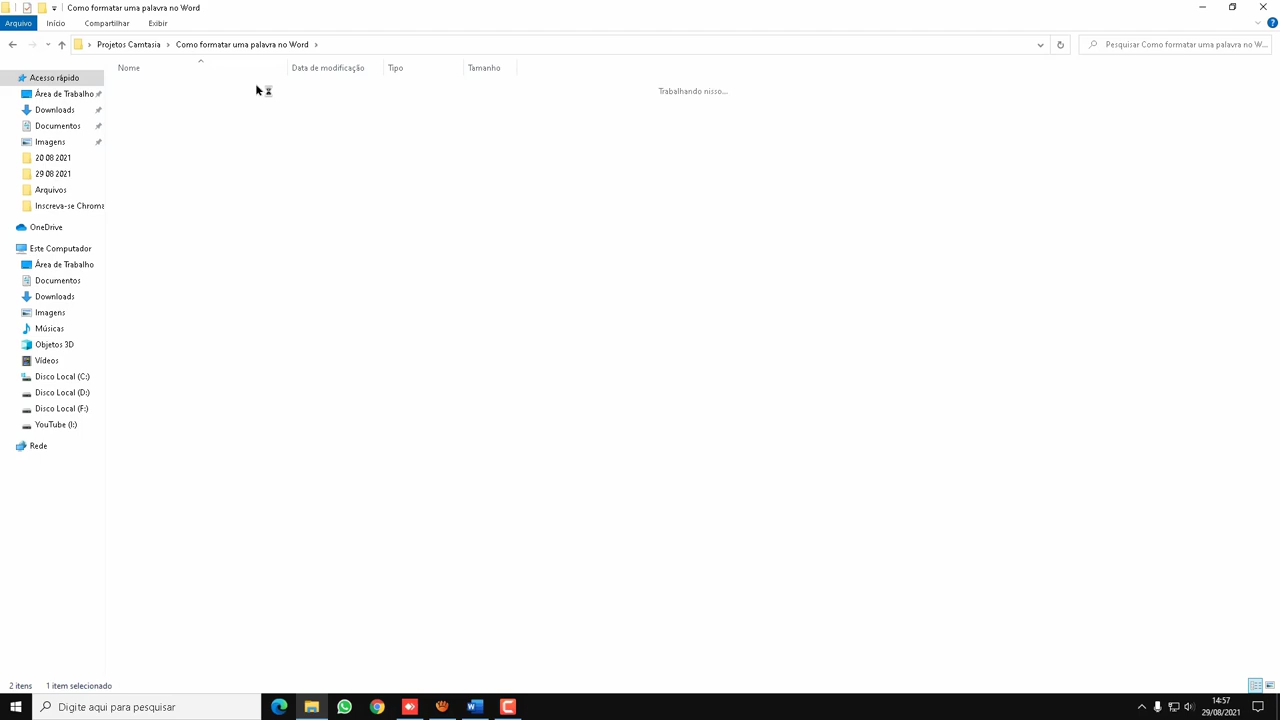 Como formatar uma palavra no Word
Arquivo Início Compartilhar Exibir
Projetos Camtasia Como formatar uma palavra no Word
Pesquisar Como formatar uma palavra no W...
Nome Data de modificação Tipo Tamanho
Trabalhando nisso...
Acesso rápido
Área de Trabalho
Downloads
Documentos
Imagens
20 08 2021
29 08 2021
Arquivos
Inscreva-se Chroma
OneDrive
Este Computador
Área de Trabalho
Documentos
Downloads
Imagens
Músicas
Objetos 3D
Vídeos
Disco Local (C:)
Disco Local (D:)
Disco Local (F:)
YouTube (I:)
Rede
2 itens 1 item selecionado
Digite aqui para pesquisar
14:57
29/08/2021